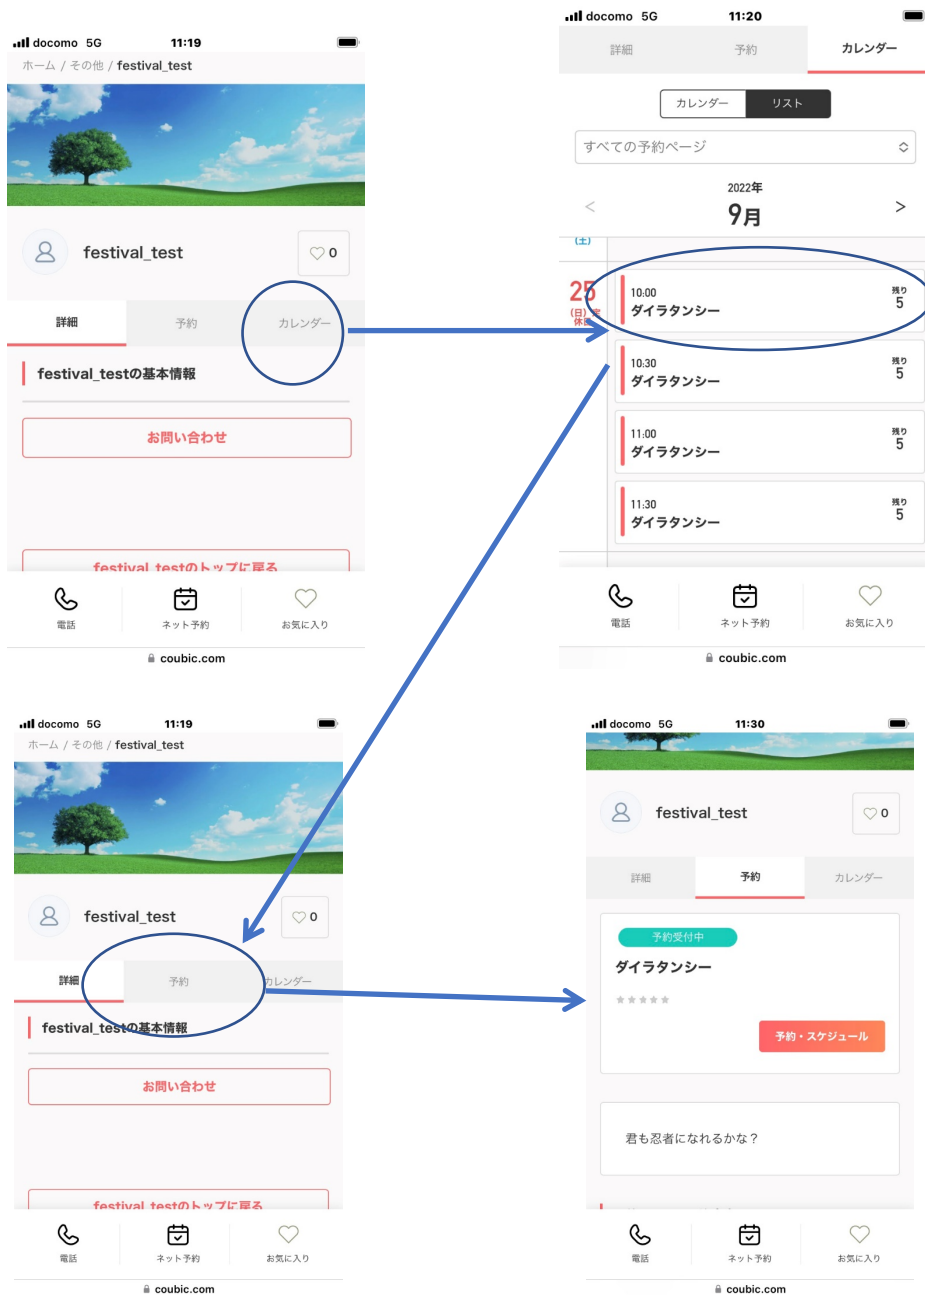 docomo 5G 11:19
ホーム / その他 / festival_test
festival_test
0
詳細 予約 カレンダー
festival_testの基本情報
お問い合わせ
festival_testのトップに戻る
電話 ネット予約 お気に入り
coubic.com
docomo 5G 11:20
詳細 予約 カレンダー
カレンダー リスト
すべての予約ページ
2022年
< 9月 >
(土)
25
(日) 定
休日
10:00 残り
ダイラタンシー 5
10:30 残り
ダイラタンシー 5
11:00 残り
ダイラタンシー 5
11:30 残り
ダイラタンシー 5
電話 ネット予約 お気に入り
coubic.com
docomo 5G 11:19
ホーム / その他 / festival_test
festival_test
0
詳細 予約 カレンダー
festival_testの基本情報
お問い合わせ
festival_testのトップに戻る
電話 ネット予約 お気に入り
coubic.com
docomo 5G 11:30
festival_test
0
詳細 予約 カレンダー
予約受付中
ダイラタンシー
★★★★★
予約・スケジュール
君も忍者になれるかな？
電話 ネット予約 お気に入り
coubic.com